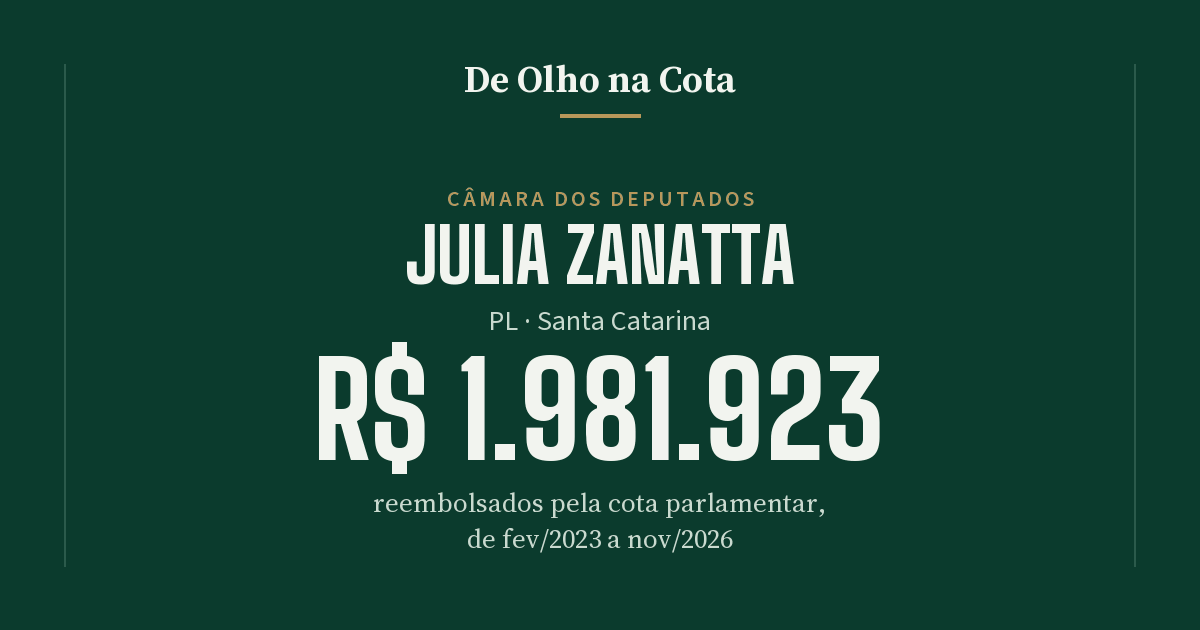 De Olho na Cota
CÂMARA DOS DEPUTADOS
JULIA ZANATTA
PL · Santa Catarina
R$ 1.981.923
reembolsados pela cota parlamentar,
de fev/2023 a nov/2026